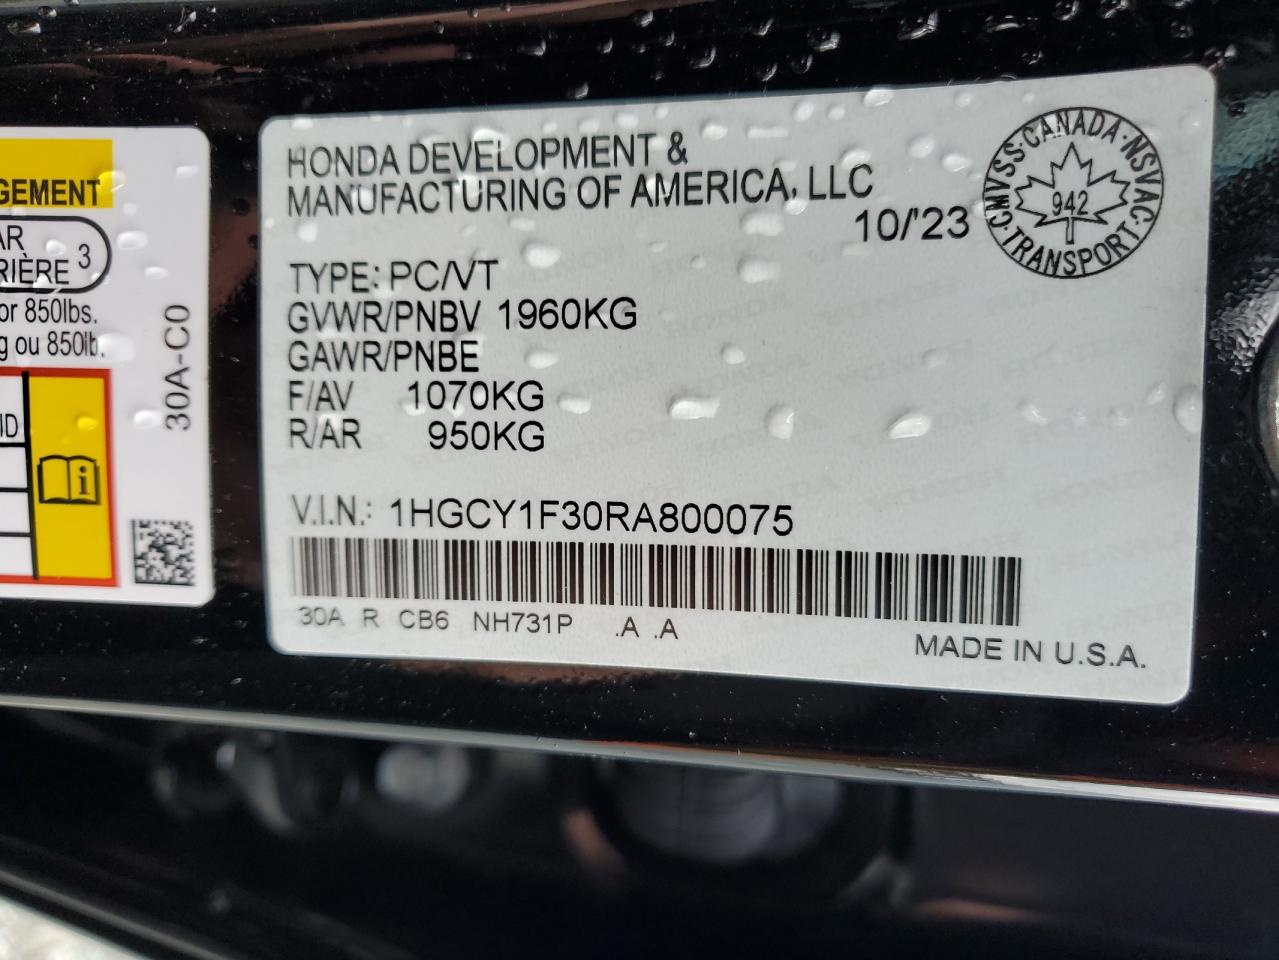 GEMENT
AR
RIÈRE 3
or 850lbs.
g ou 850lb.
30A-C0
HONDA DEVELOPMENT &
MANUFACTURING OF AMERICA, LLC
10/'23
CMVSS·CANADA·NSVAC·TRANSPORT·
942
TYPE: PC/VT
GVWR/PNBV 1960KG
GAWR/PNBE
F/AV 1070KG
R/AR 950KG
V.I.N.: 1HGCY1F30RA800075
30A R CB6 NH731P .A .A
MADE IN U.S.A.